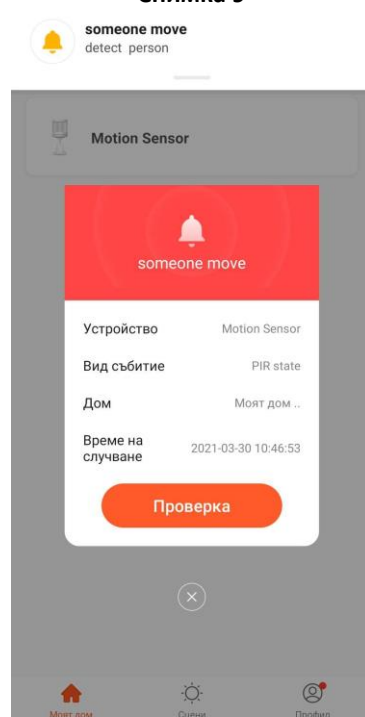 someone move
detect person
Motion Sensor
someone move
Устройство Motion Sensor
Вид събитие PIR state
Дом Моят дом ..
Време на
случване 2021-03-30 10:46:53
Проверка
Моят дом Сцени Профил